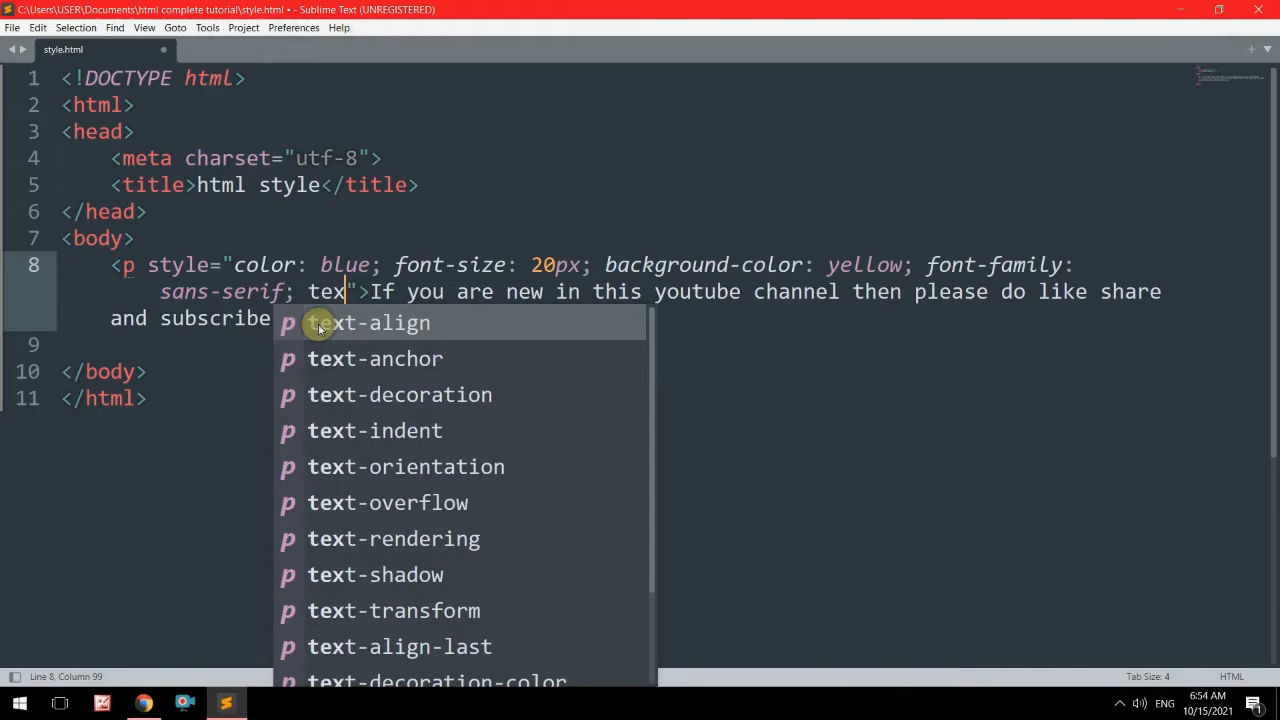 C:\Users\USER\Documents\html complete tutorial\style.html • - Sublime Text (UNREGISTERED)
File Edit Selection Find View Goto Tools Project Preferences Help
style.html
1 <!DOCTYPE html>
2 <html>
3 <head>
4 <meta charset="utf-8">
5 <title>html style</title>
6 </head>
7 <body>
8 <p style="color: blue; font-size: 20px; background-color: yellow; font-family:
sans-serif; tex">If you are new in this youtube channel then please do like share
and subscribe
p text-align
9
p text-anchor
10 </body>
p text-decoration
11 </html>
p text-indent
p text-orientation
p text-overflow
p text-rendering
p text-shadow
p text-transform
p text-align-last
p text-decoration-color
Line 8, Column 99 Tab Size: 4 HTML
ENG 6:54 AM
10/15/2021 1